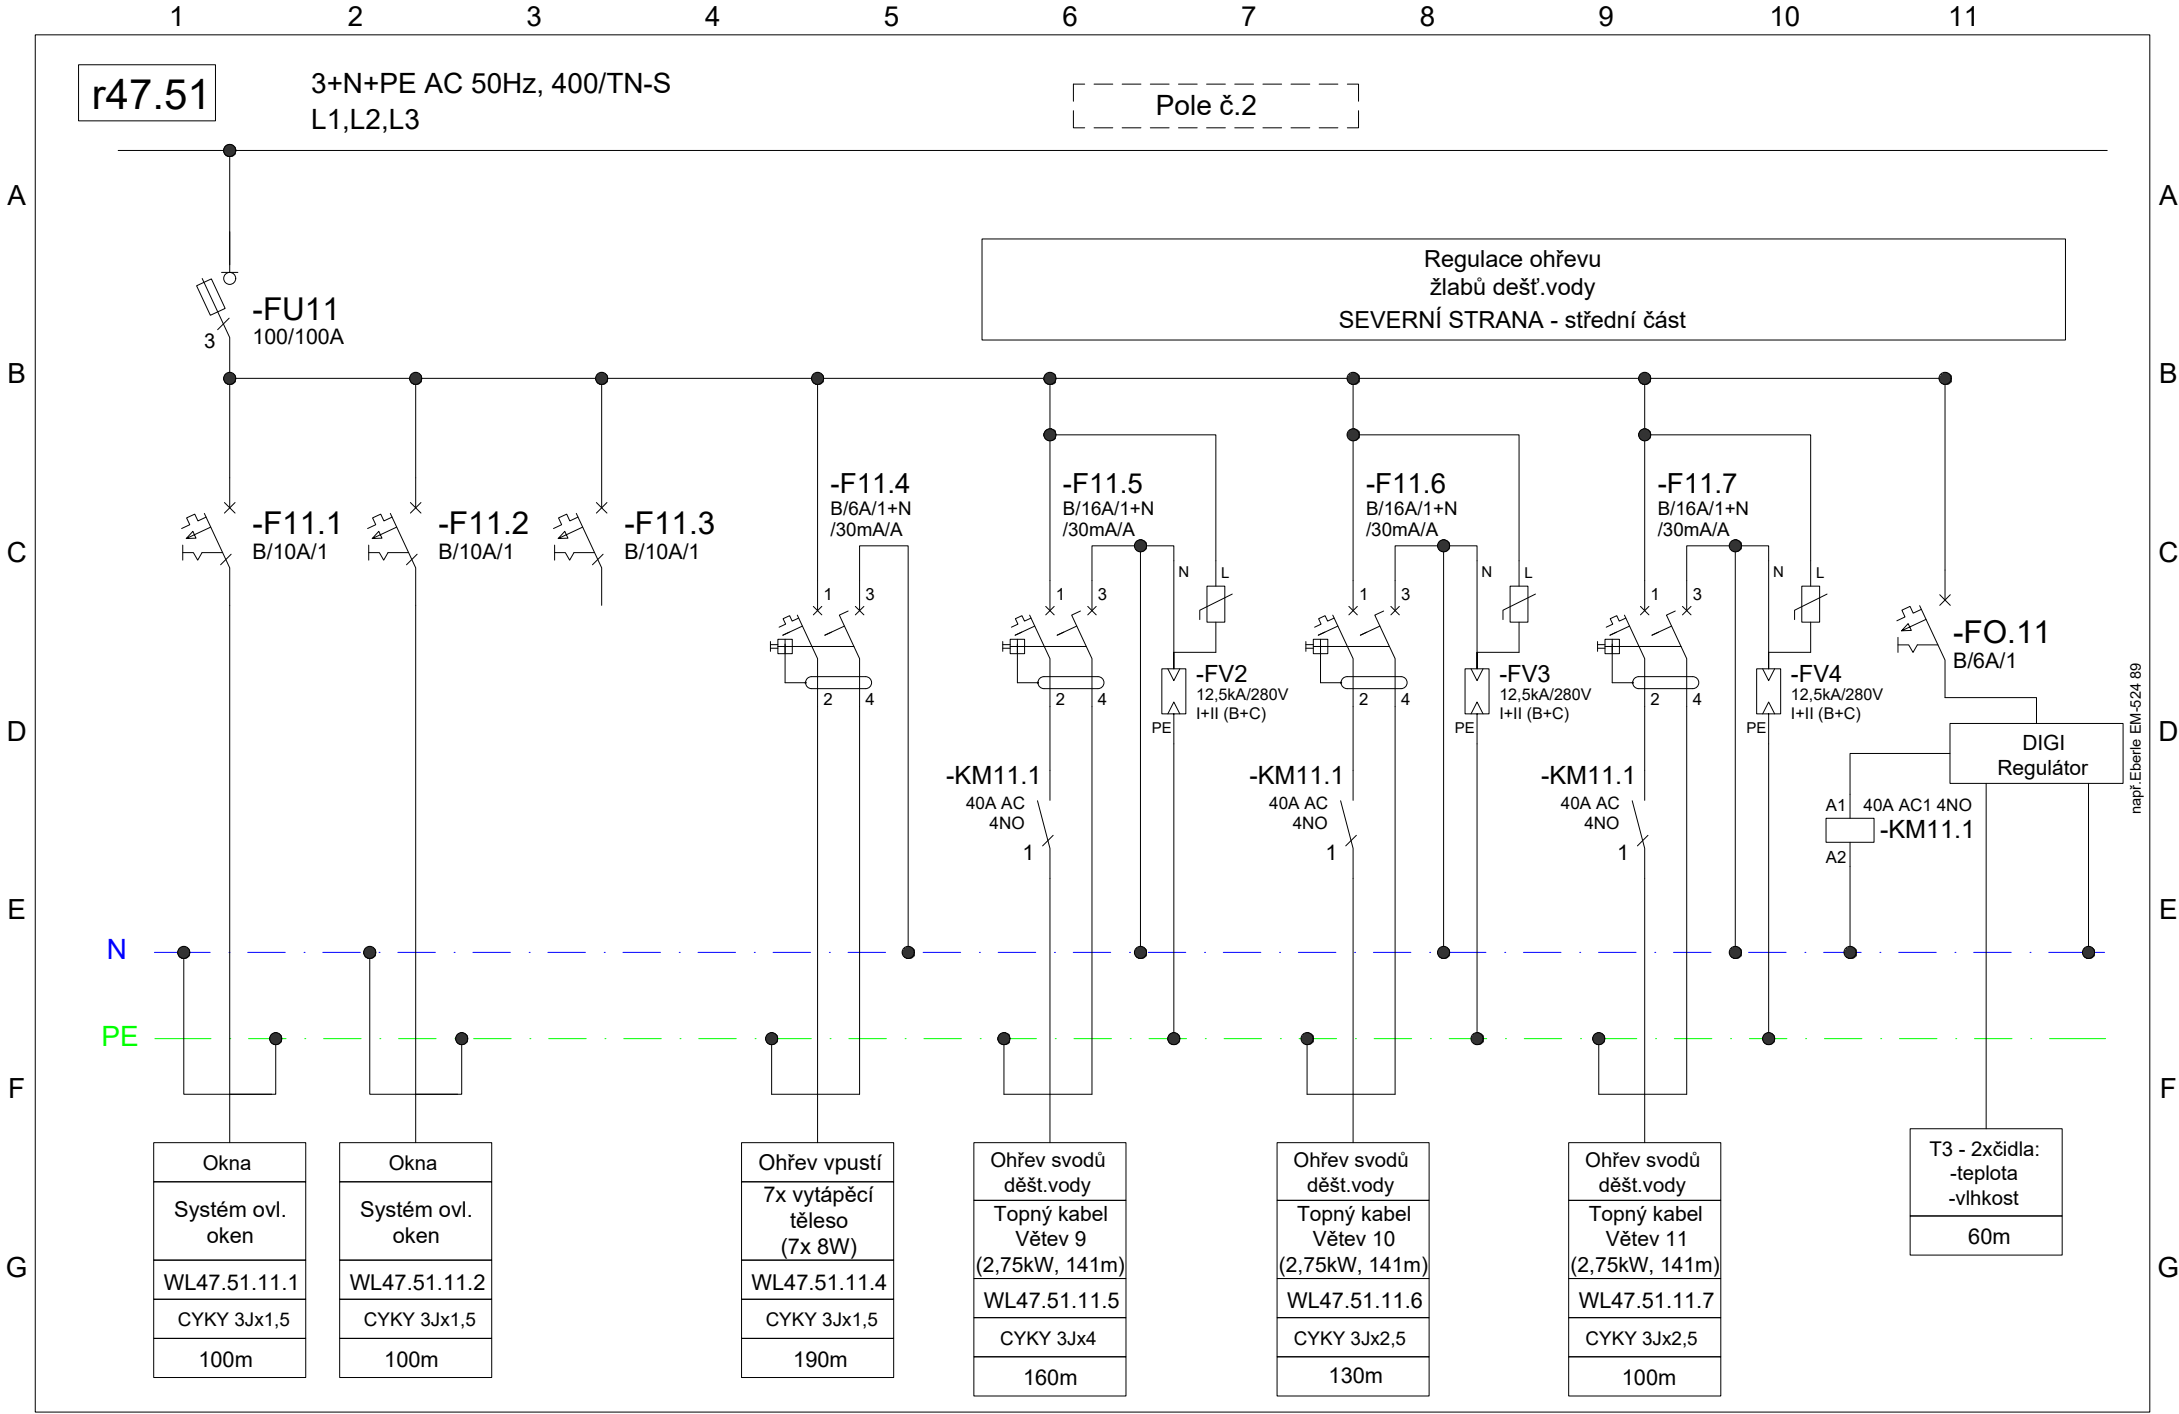 1 2 3 4 5 6 7 8 9 10 11
r47.51
3+N+PE AC 50Hz, 400/TN-S
L1,L2,L3
Pole č.2
A A
Regulace ohřevu
žlabů dešť.vody
SEVERNÍ STRANA - střední část
-FU11
100/100A
3
B B
-F11.1
B/10A/1
-F11.2
B/10A/1
-F11.3
B/10A/1
-F11.4
B/6A/1+N
/30mA/A
1 3
2 4
-F11.5
B/16A/1+N
/30mA/A
1 3
2 4
N L
-FV2
12,5kA/280V
I+II (B+C)
PE
-F11.6
B/16A/1+N
/30mA/A
1 3
2 4
N L
-FV3
12,5kA/280V
I+II (B+C)
PE
-F11.7
B/16A/1+N
/30mA/A
1 3
2 4
N L
-FV4
12,5kA/280V
I+II (B+C)
PE
-FO.11
B/6A/1
C C
D D
DIGI
Regulátor
např.Eberle EM-524 89
-KM11.1
40A AC
4NO
1
-KM11.1
40A AC
4NO
1
-KM11.1
40A AC
4NO
1
A1 40A AC1 4NO
-KM11.1
A2
E E
N
PE
F F
Okna
Systém ovl.
oken
WL47.51.11.1
CYKY 3Jx1,5
100m
Okna
Systém ovl.
oken
WL47.51.11.2
CYKY 3Jx1,5
100m
Ohřev vpustí
7x vytápěcí
těleso
(7x 8W)
WL47.51.11.4
CYKY 3Jx1,5
190m
Ohřev svodů
děšt.vody
Topný kabel
Větev 9
(2,75kW, 141m)
WL47.51.11.5
CYKY 3Jx4
160m
Ohřev svodů
děšt.vody
Topný kabel
Větev 10
(2,75kW, 141m)
WL47.51.11.6
CYKY 3Jx2,5
130m
Ohřev svodů
děšt.vody
Topný kabel
Větev 11
(2,75kW, 141m)
WL47.51.11.7
CYKY 3Jx2,5
100m
T3 - 2xčidla:
-teplota
-vlhkost
60m
G G